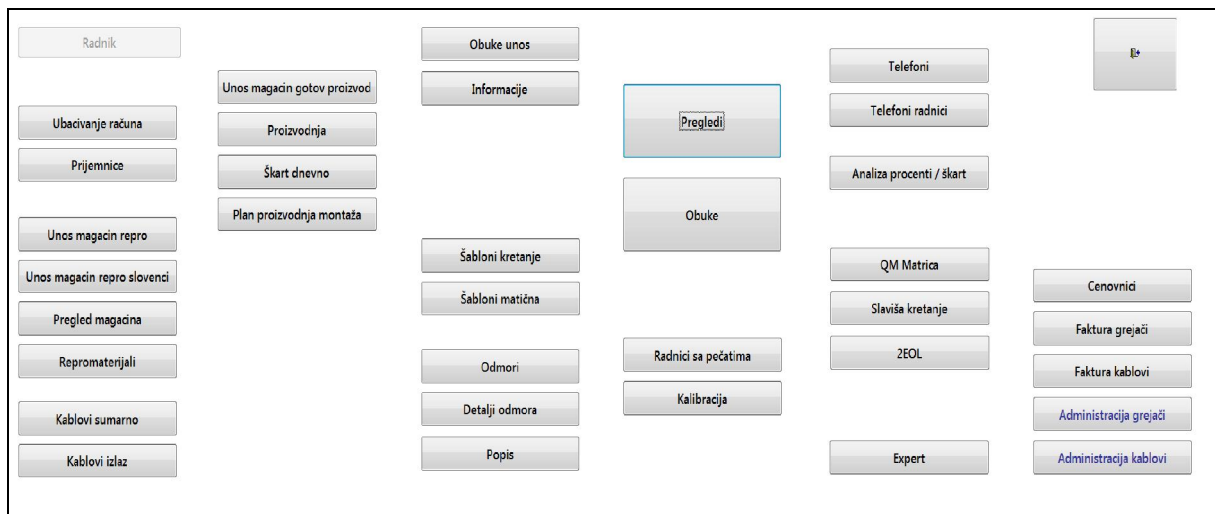 Radnik
Ubacivanje računa
Prijemnice
Unos magacin repro
Unos magacin repro slovenci
Pregled magacina
Repromaterijali
Kablovi sumarno
Kablovi izlaz
Unos magacin gotov proizvod
Proizvodnja
Škart dnevno
Plan proizvodnja montaža
Obuke unos
Informacije
Šabloni kretanje
Šabloni matična
Odmori
Detalji odmora
Popis
Pregledi
Obuke
Radnici sa pečatima
Kalibracija
Telefoni
Telefoni radnici
Analiza procenti / škart
QM Matrica
Slaviša kretanje
2EOL
Expert
Cenovnici
Faktura grejači
Faktura kablovi
Administracija grejači
Administracija kablovi